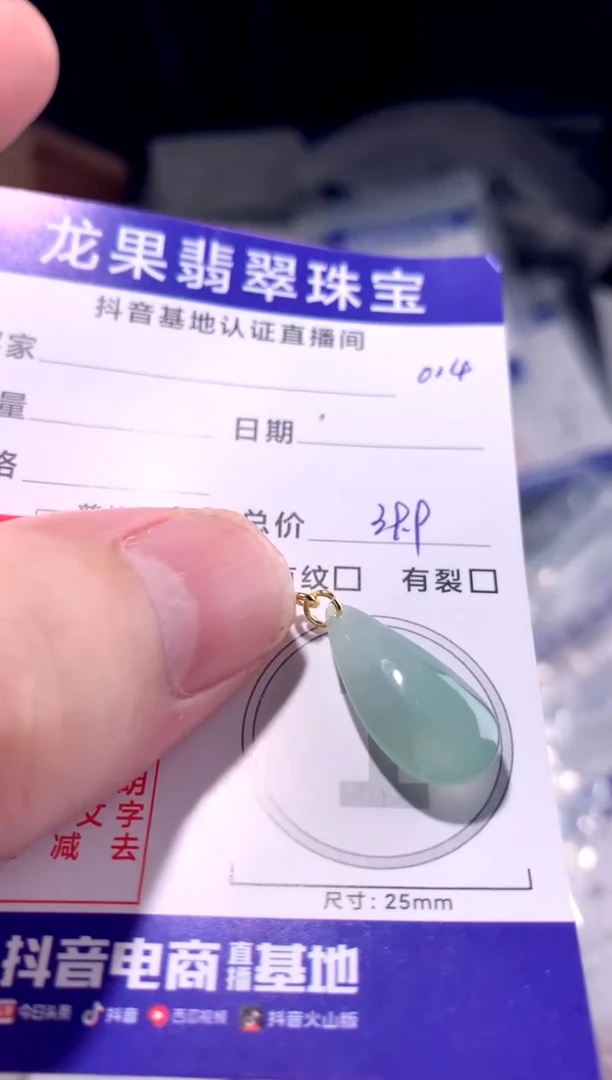 龙果翡翠珠宝
抖音基地认证直播间
家
014
量
日期
格
总价 38.9
纹□ 有裂□
文字
减去
尺寸：25mm
抖音电商直播基地
今日头条 抖音 西瓜视频 抖音火山版